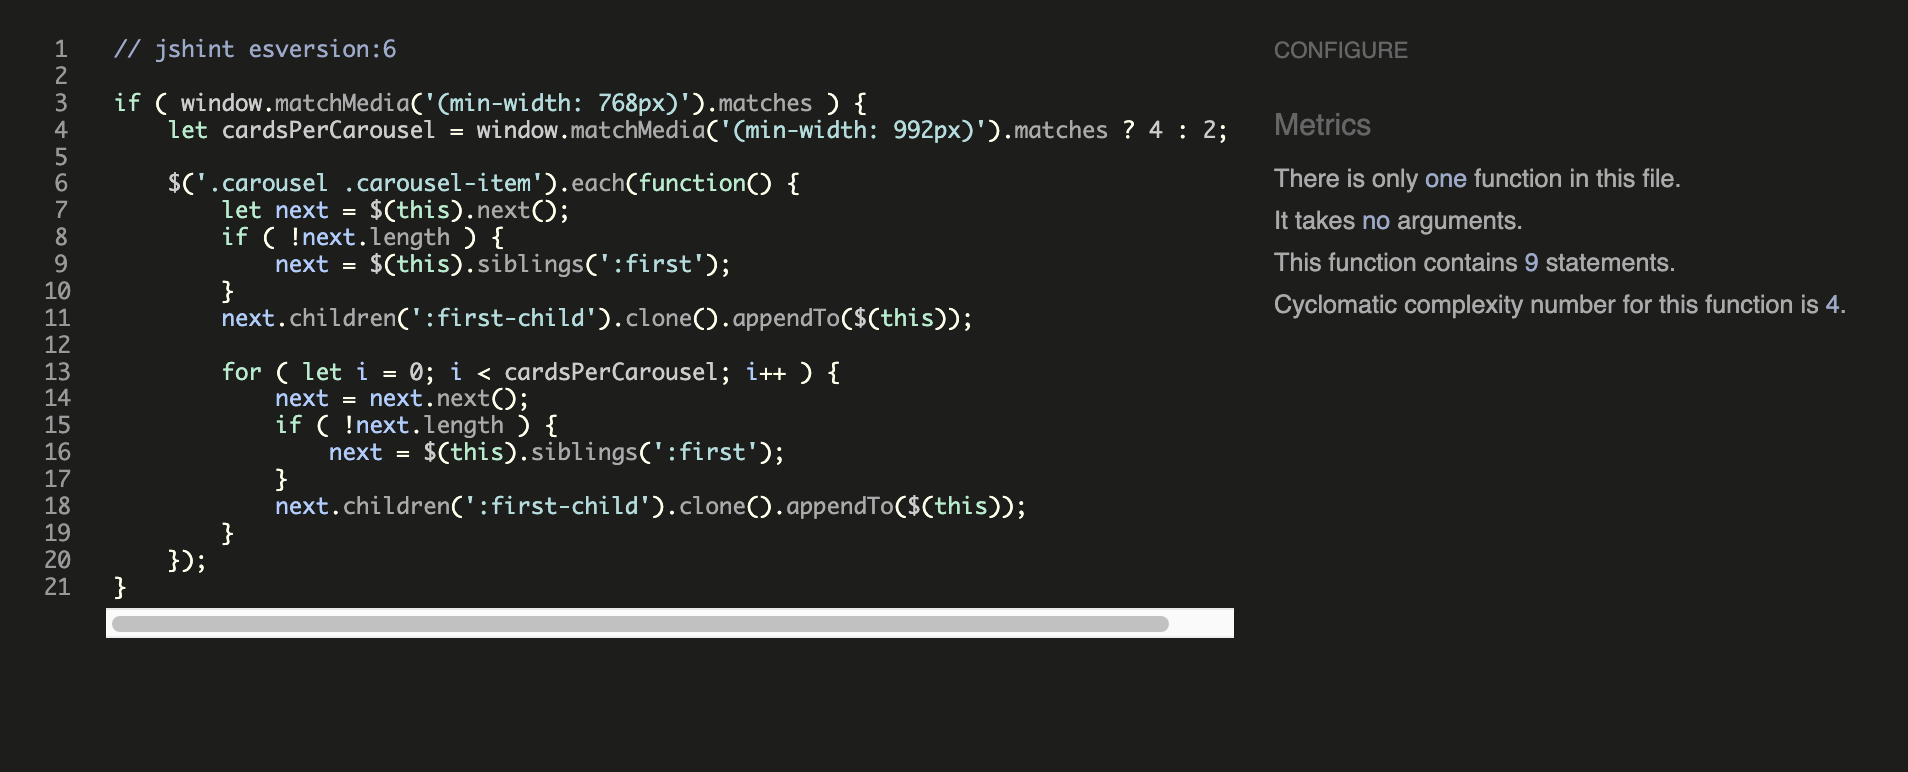 1 // jshint esversion:6
2
3 if ( window.matchMedia('(min-width: 768px)').matches ) {
4     let cardsPerCarousel = window.matchMedia('(min-width: 992px)').matches ? 4 : 2;
5
6     $('.carousel .carousel-item').each(function() {
7         let next = $(this).next();
8         if ( !next.length ) {
9             next = $(this).siblings(':first');
10         }
11         next.children(':first-child').clone().appendTo($(this));
12
13         for ( let i = 0; i < cardsPerCarousel; i++ ) {
14             next = next.next();
15             if ( !next.length ) {
16                 next = $(this).siblings(':first');
17             }
18             next.children(':first-child').clone().appendTo($(this));
19         }
20     });
21 }
CONFIGURE
Metrics
There is only one function in this file.
It takes no arguments.
This function contains 9 statements.
Cyclomatic complexity number for this function is 4.